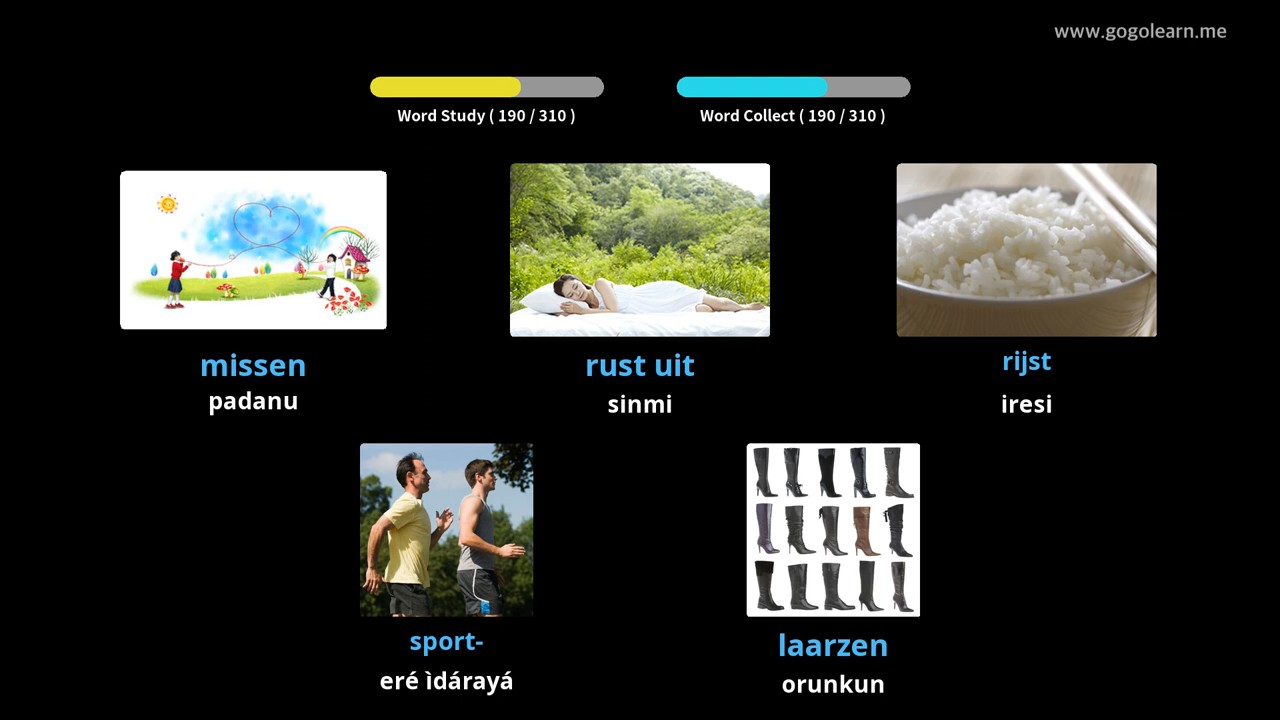 www.gogolearn.me
Word Study ( 190 / 310 )
Word Collect ( 190 / 310 )
missen
padanu
rust uit
sinmi
rijst
iresi
sport-
eré ìdárayá
laarzen
orunkun